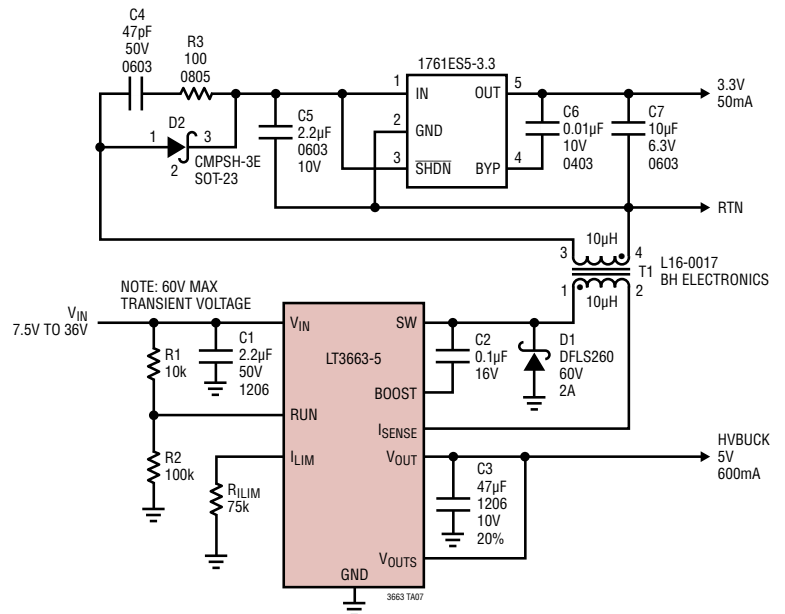 C4
47pF
50V
0603
R3
100
0805
D2
1
3
2
CMPSH-3E
SOT-23
C5
2.2µF
0603
10V
1761ES5-3.3
1
IN
OUT
5
2
GND
3
SHDN
BYP
4
C6
0.01µF
10V
0403
C7
10µF
6.3V
0603
3.3V
50mA
RTN
10µH
3
4
T1
L16-0017
BH ELECTRONICS
1
10µH
2
NOTE: 60V MAX
TRANSIENT VOLTAGE
VIN
7.5V TO 36V
R1
10k
C1
2.2µF
50V
1206
R2
100k
RILIM
75k
VIN
SW
LT3663-5
BOOST
RUN
ISENSE
ILIM
VOUT
VOUTS
GND
C2
0.1µF
16V
D1
DFLS260
60V
2A
C3
47µF
1206
10V
20%
HVBUCK
5V
600mA
3663 TA07